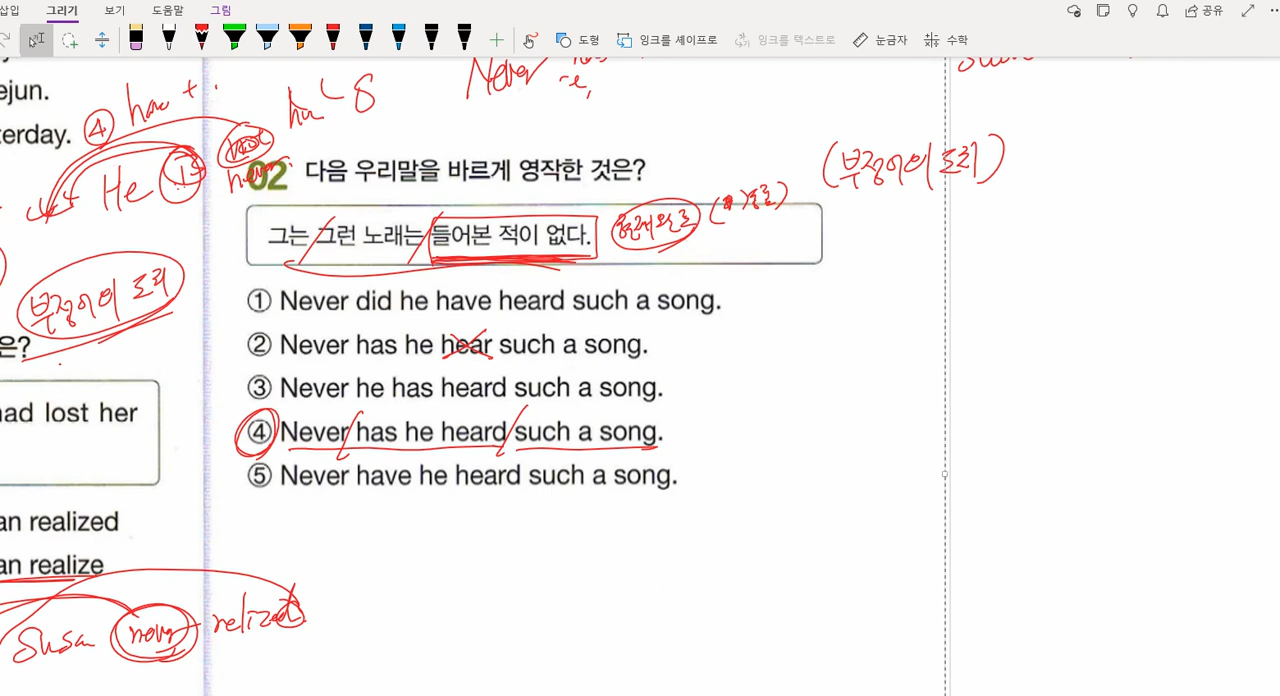 삽입 그리기 보기 도움말 그림 공유
도형 잉크를 셰이프로 잉크를 텍스트로 눈금자 수학
ejun.
terday.
④
He
never
Never
02 다음 우리말을 바르게 영작한 것은?
(부정어의 도치)
그는 그런 노래는 들어본 적이 없다.
부정어의 도치
은?
① Never did he have heard such a song.
② Never has he hear such a song.
③ Never he has heard such a song.
④ Never has he heard such a song.
⑤ Never have he heard such a song.
had lost her
an realized
an realize
Susan never relized